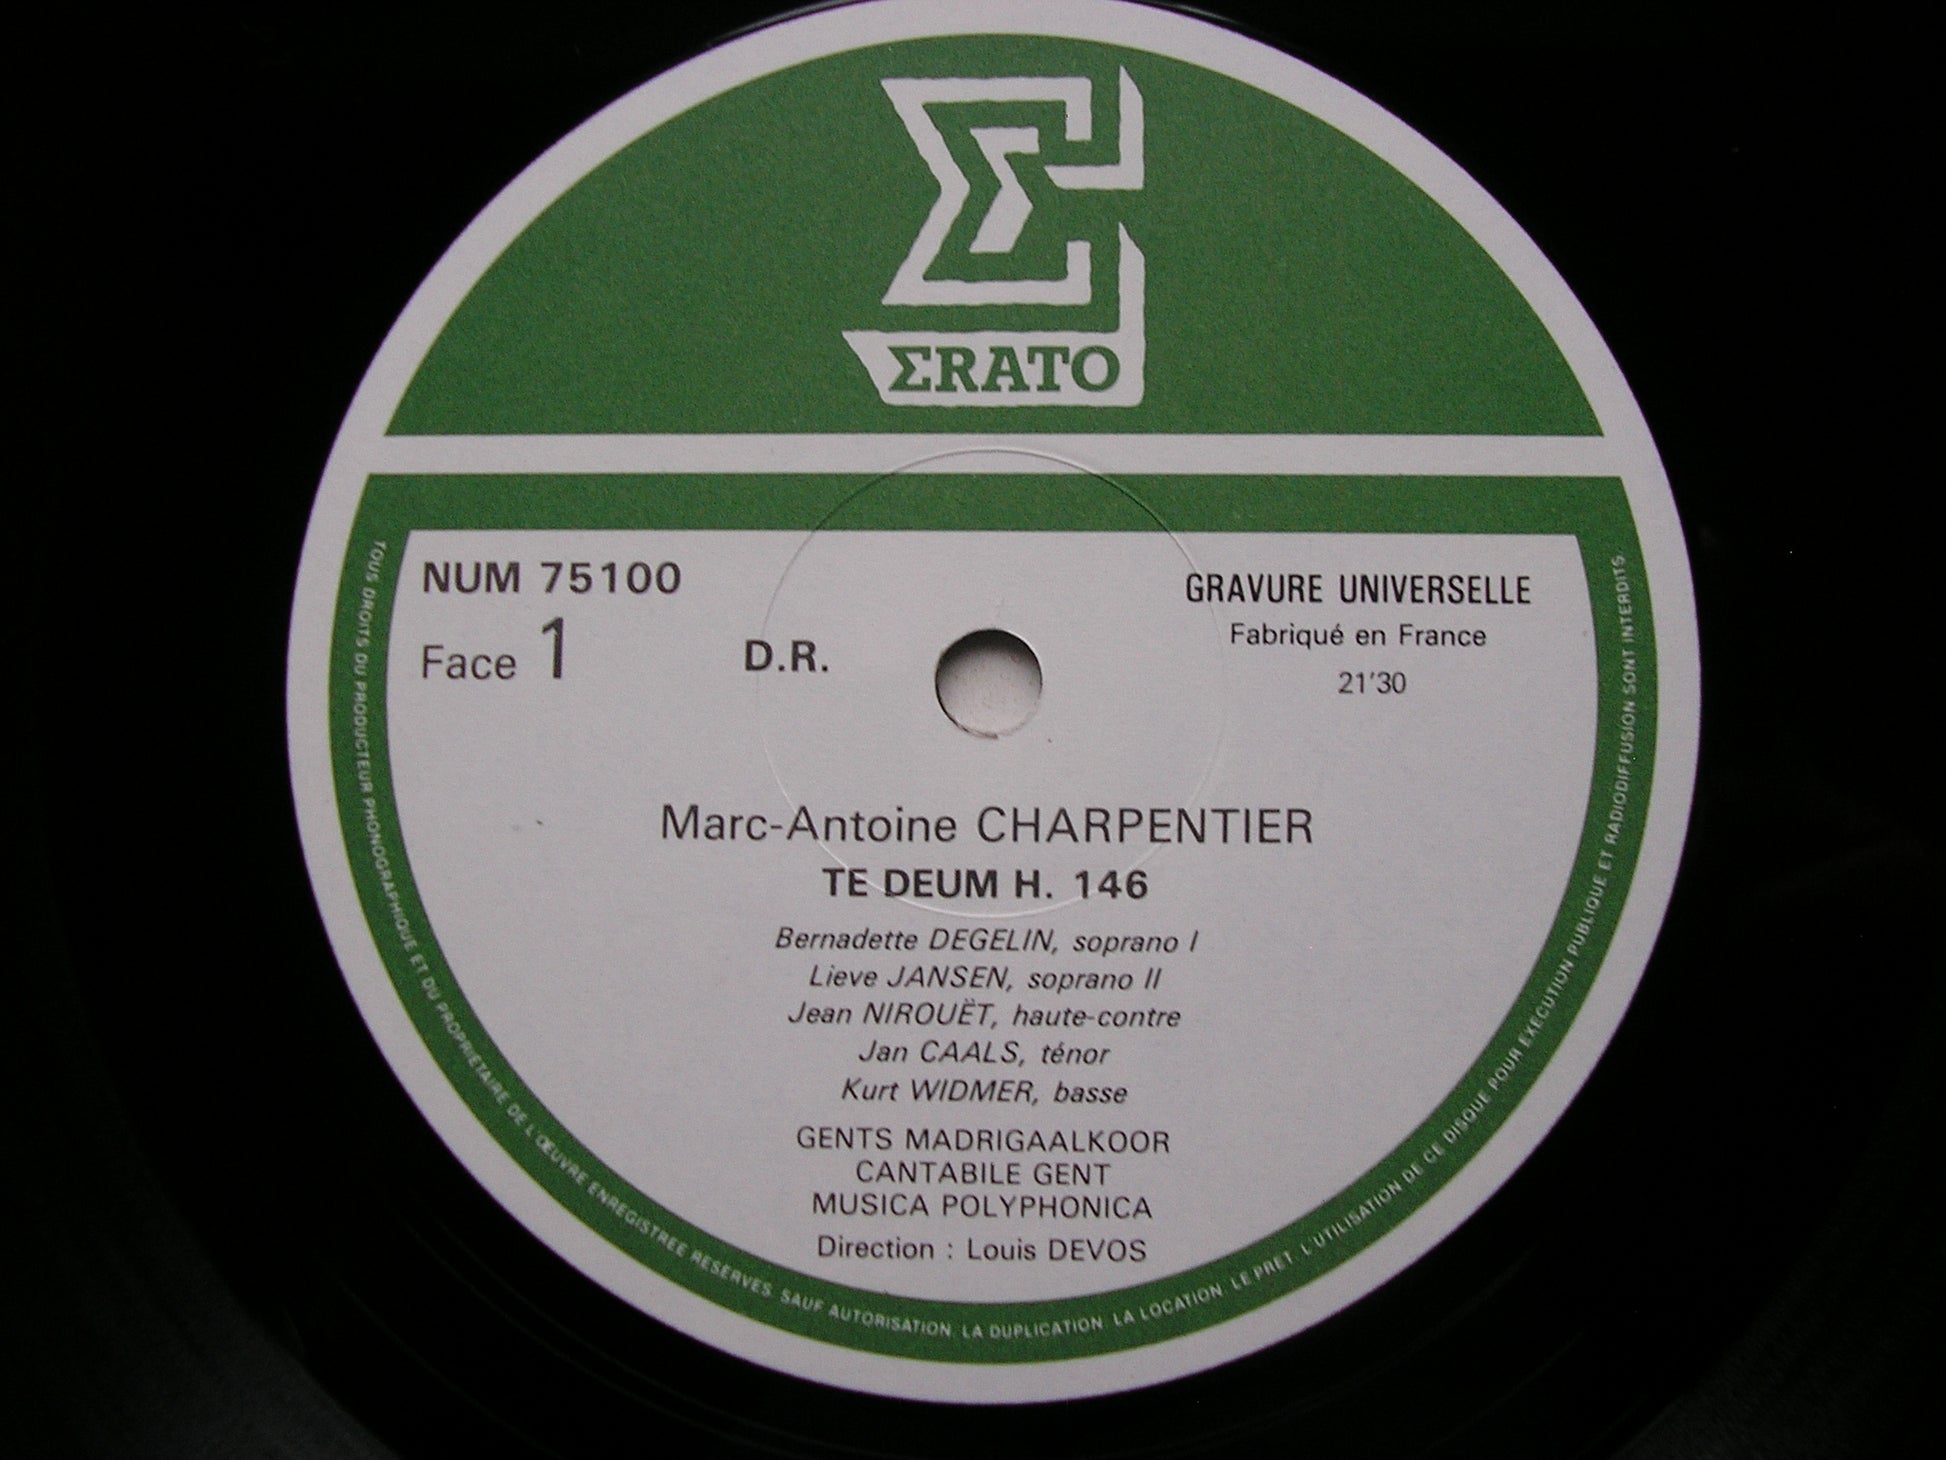 ΣRATO
NUM 75100
Face 1
D.R.
GRAVURE UNIVERSELLE
Fabriqué en France
21'30
Marc-Antoine CHARPENTIER
TE DEUM H. 146
Bernadette DEGELIN, soprano I
Lieve JANSEN, soprano II
Jean NIROUËT, haute-contre
Jan CAALS, ténor
Kurt WIDMER, basse
GENTS MADRIGAALKOOR
CANTABILE GENT
MUSICA POLYPHONICA
Direction : Louis DEVOS
TOUS DROITS DU PRODUCTEUR PHONOGRAPHIQUE ET DU PROPRIETAIRE DE L'ŒUVRE ENREGISTREE RESERVES. SAUF AUTORISATION, LA DUPLICATION, LA LOCATION, LE PRET, L'UTILISATION DE CE DISQUE POUR EXECUTION PUBLIQUE ET RADIODIFFUSION SONT INTERDITS